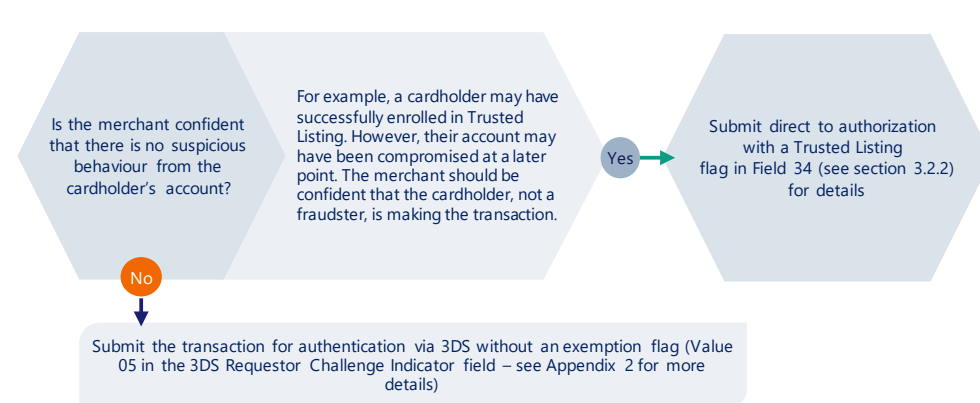 Is the merchant confident
that there is no suspicious
behaviour from the
cardholder's account?
For example, a cardholder may have
successfully enrolled in Trusted
Listing. However, their account may
have been compromised at a later
point. The merchant should be
confident that the cardholder, not a
fraudster, is making the transaction.
Yes
Submit direct to authorization
with a Trusted Listing
flag in Field 34 (see section 3.2.2)
for details
No
Submit the transaction for authentication via 3DS without an exemption flag (Value
05 in the 3DS Requestor Challenge Indicator field – see Appendix 2 for more
details)